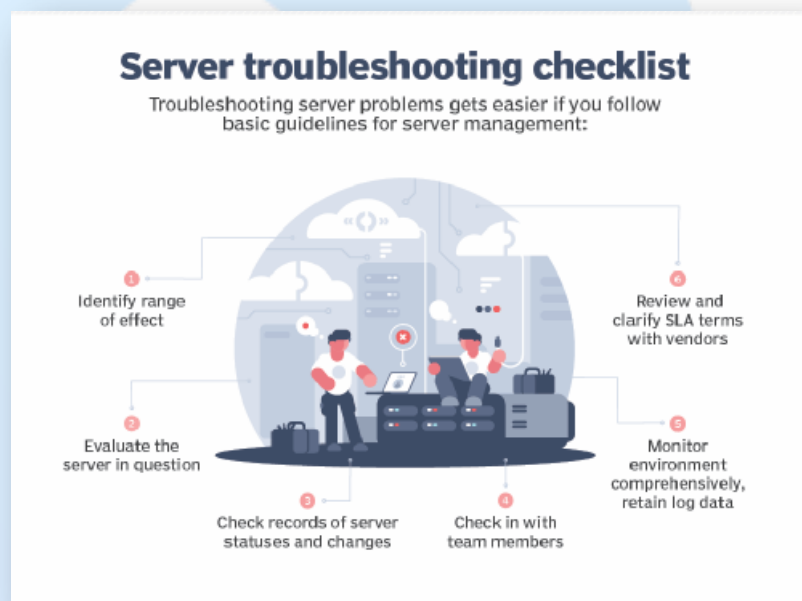 Server troubleshooting checklist
Troubleshooting server problems gets easier if you follow
basic guidelines for server management:
1
Identify range
of effect
2
Evaluate the
server in question
3
Check records of server
statuses and changes
4
Check in with
team members
5
Monitor
environment
comprehensively,
retain log data
6
Review and
clarify SLA terms
with vendors